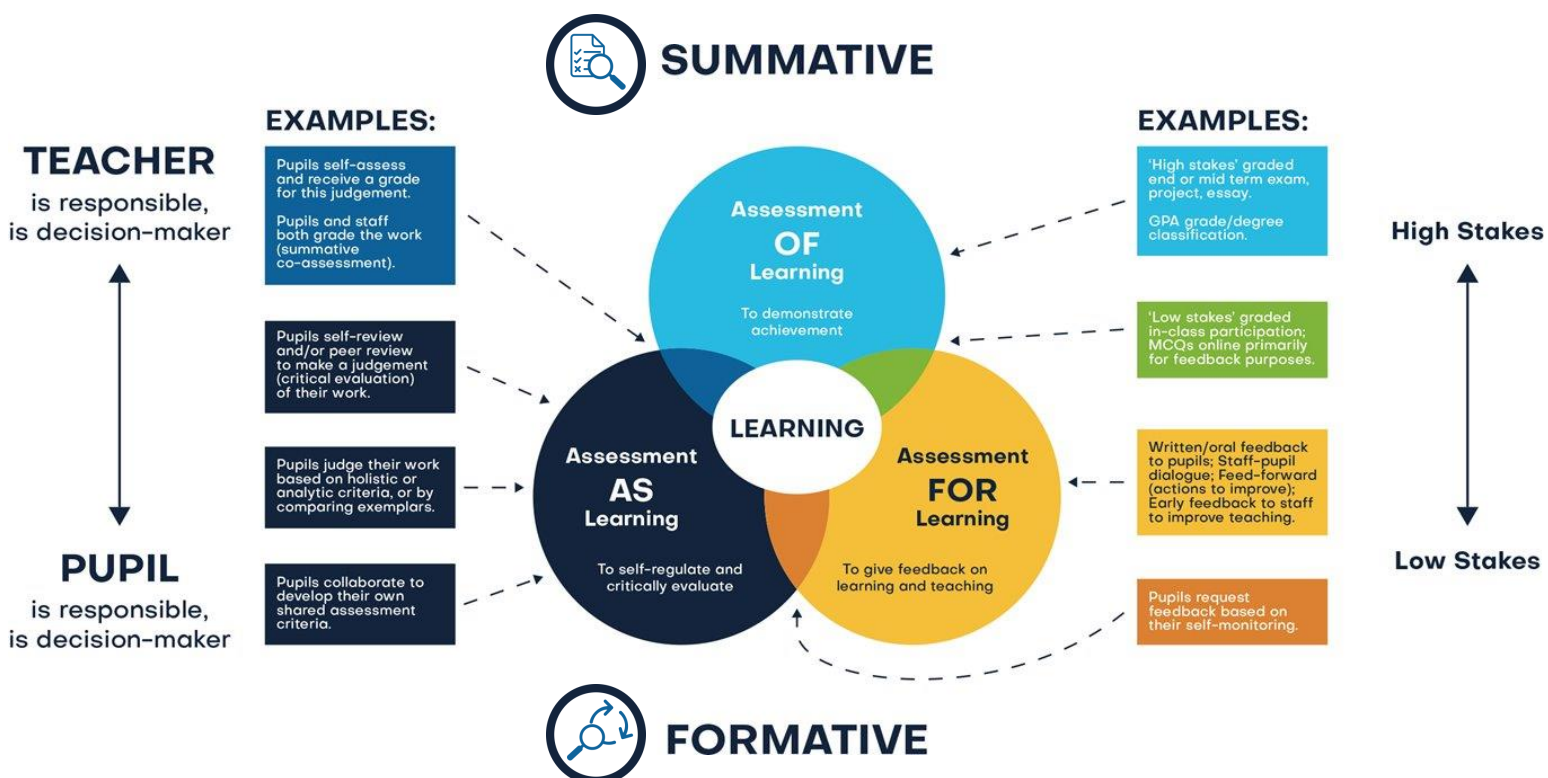 SUMMATIVE
TEACHER
is responsible,
is decision-maker
PUPIL
is responsible,
is decision-maker
EXAMPLES:
Pupils self-assess
and receive a grade
for this judgement.
Pupils and staff
both grade the work
(summative
co-assessment).
Pupils self-review
and/or peer review
to make a judgement
(critical evaluation)
of their work.
Pupils judge their work
based on holistic or
analytic criteria, or by
comparing exemplars.
Pupils collaborate to
develop their own
shared assessment
criteria.
Assessment
OF
Learning
To demonstrate
achievement
LEARNING
Assessment
AS
Learning
To self-regulate and
critically evaluate
Assessment
FOR
Learning
To give feedback on
learning and teaching
EXAMPLES:
'High stakes' graded
end or mid term exam,
project, essay.
GPA grade/degree
classification.
'Low stakes' graded
in-class participation;
MCQs online primarily
for feedback purposes.
Written/oral feedback
to pupils; Staff-pupil
dialogue; Feed-forward
(actions to improve);
Early feedback to staff
to improve teaching.
Pupils request
feedback based on
their self-monitoring.
High Stakes
Low Stakes
FORMATIVE